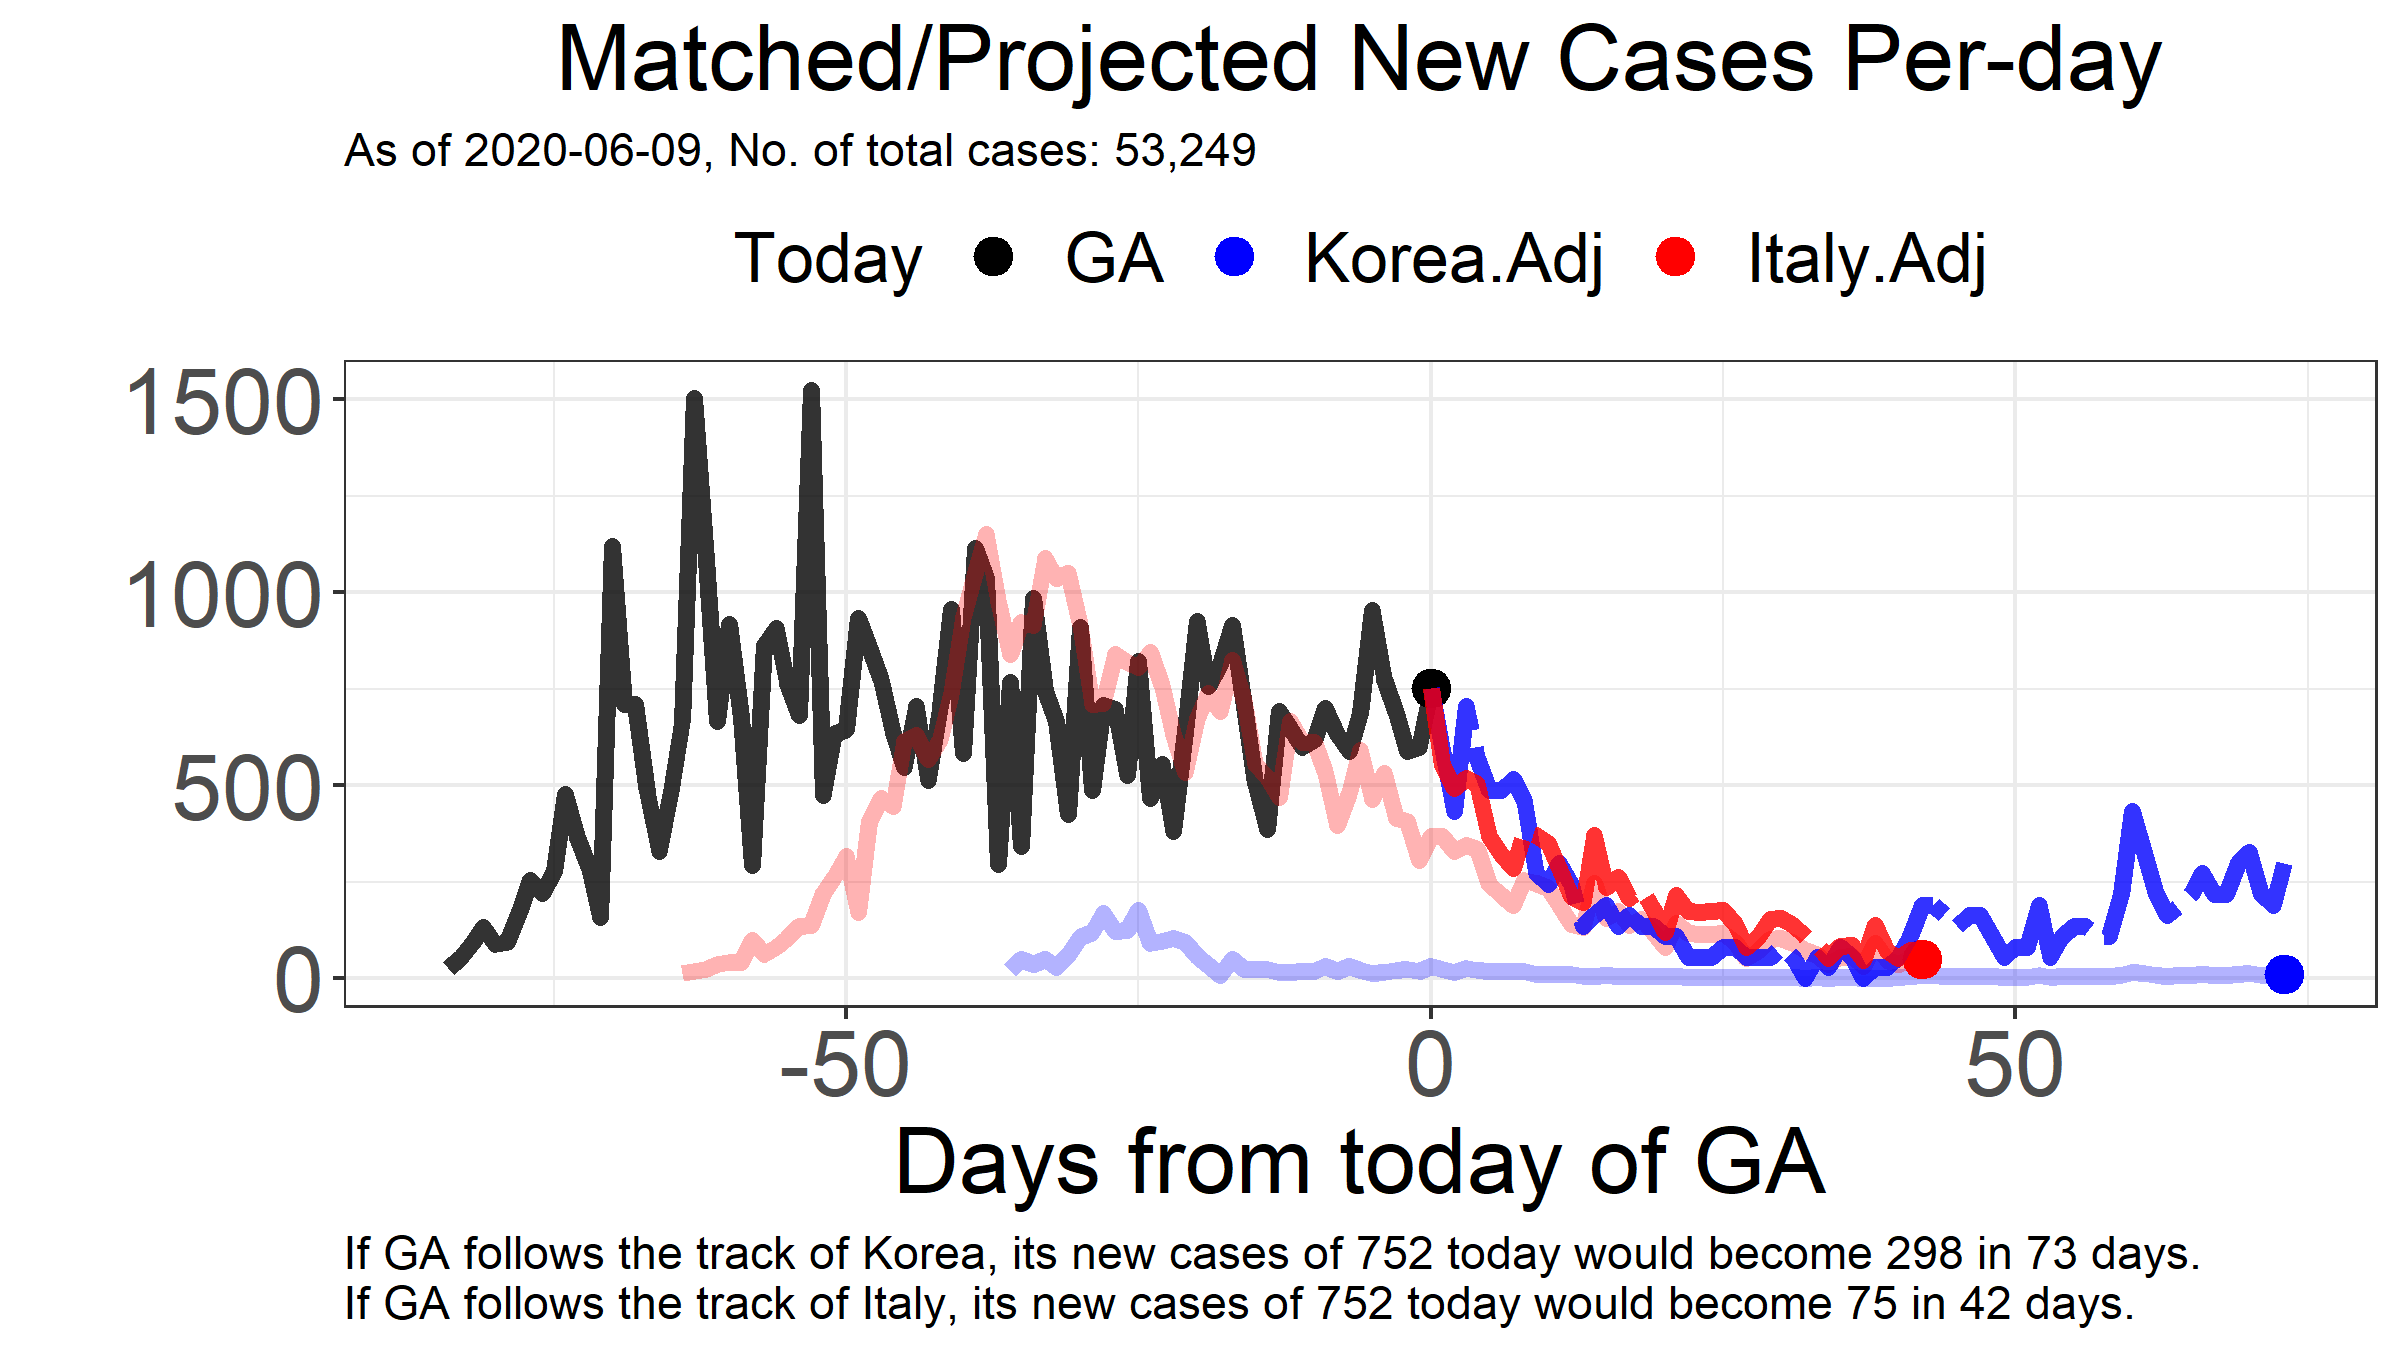 Matched/Projected New Cases Per-day
As of 2020-06-09, No. of total cases: 53,249
Today GA Korea.Adj Italy.Adj
1500
1000
500
0
-50 0 50
Days from today of GA
If GA follows the track of Korea, its new cases of 752 today would become 298 in 73 days.
If GA follows the track of Italy, its new cases of 752 today would become 75 in 42 days.